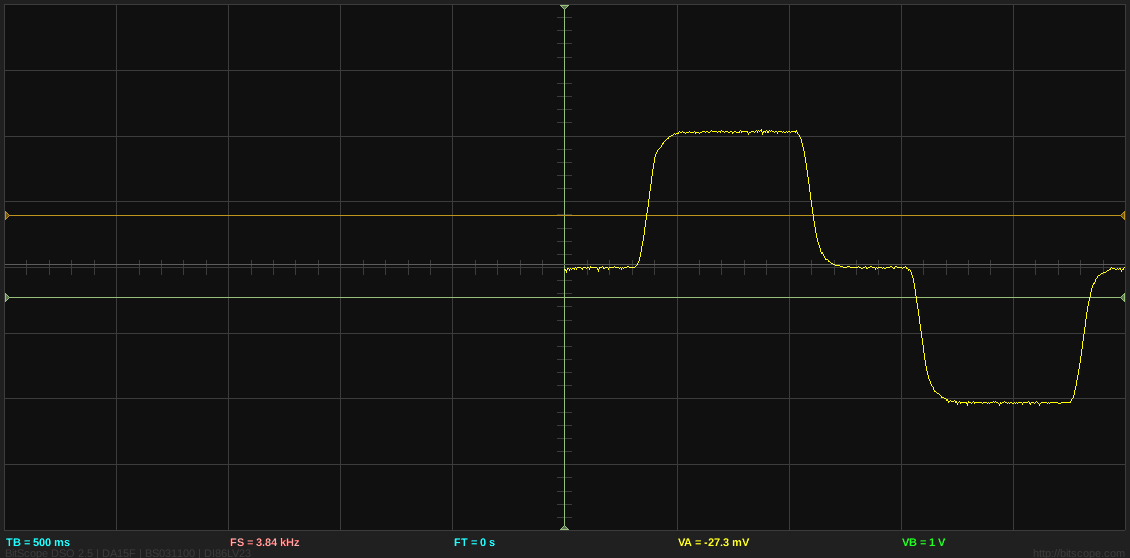 TB = 500 ms FS = 3.84 kHz FT = 0 s VA = -27.3 mV VB = 1 V
BitScope DSO 2.5 | DA15F | BS031100 | DI86LV23 http://bitscope.com